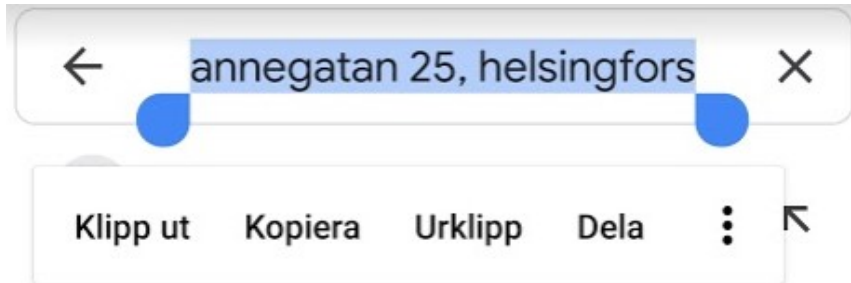 annegatan 25, helsingfors
Klipp ut Kopiera Urklipp Dela